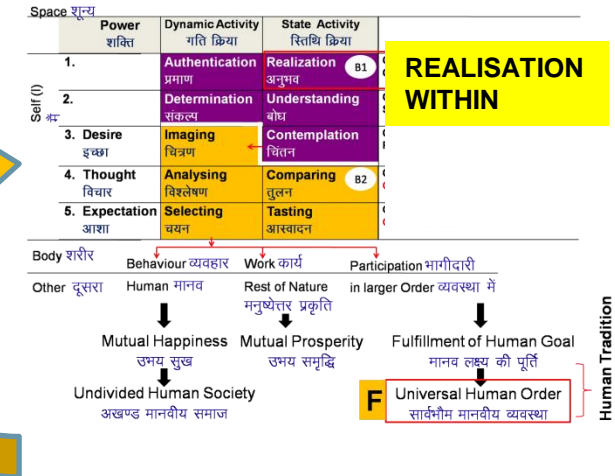 Space शून्य
Power Dynamic Activity State Activity
शक्ति गति क्रिया स्तिथि क्रिया
Self (I)
मैं
1. Authentication Realization B1
प्रमाण अनुभव
2. Determination Understanding
संकल्प बोध
3. Desire Imaging Contemplation
इच्छा चित्रण चिंतन
4. Thought Analysing Comparing B2
विचार विश्लेषण तुलन
5. Expectation Selecting Tasting
आशा चयन आस्वादन
REALISATION
WITHIN
Body शरीर Behaviour व्यवहार Work कार्य Participation भागीदारी
Other दूसरा Human मानव Rest of Nature in larger Order व्यवस्था में
मनुष्येत्तर प्रकृति
Mutual Happiness Mutual Prosperity Fulfillment of Human Goal
उभय सुख उभय समृद्धि मानव लक्ष्य की पूर्ति
Undivided Human Society F Universal Human Order
अखण्ड मानवीय समाज सार्वभौम मानवीय व्यवस्था
Human Tradition